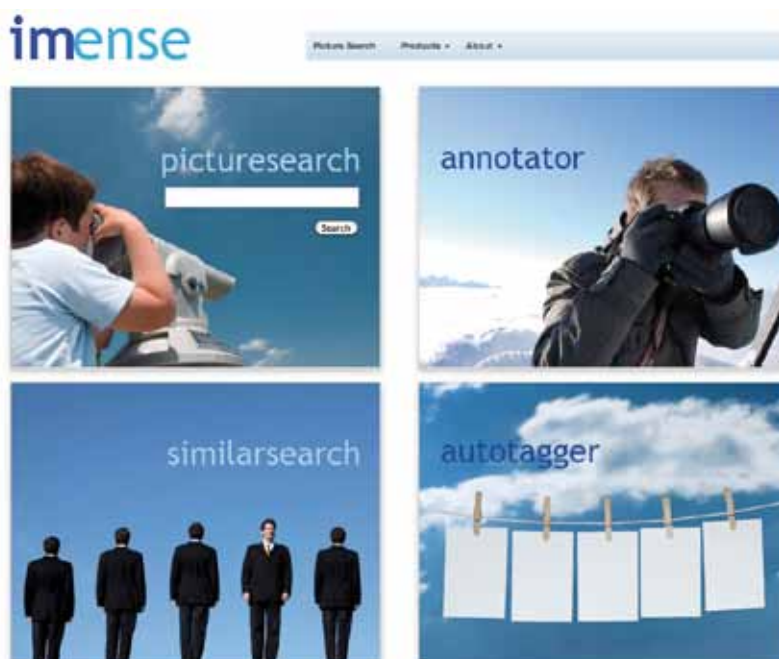 imense
Picture Search Products About
picturesearch
annotator
Search
similarsearch
autotagger